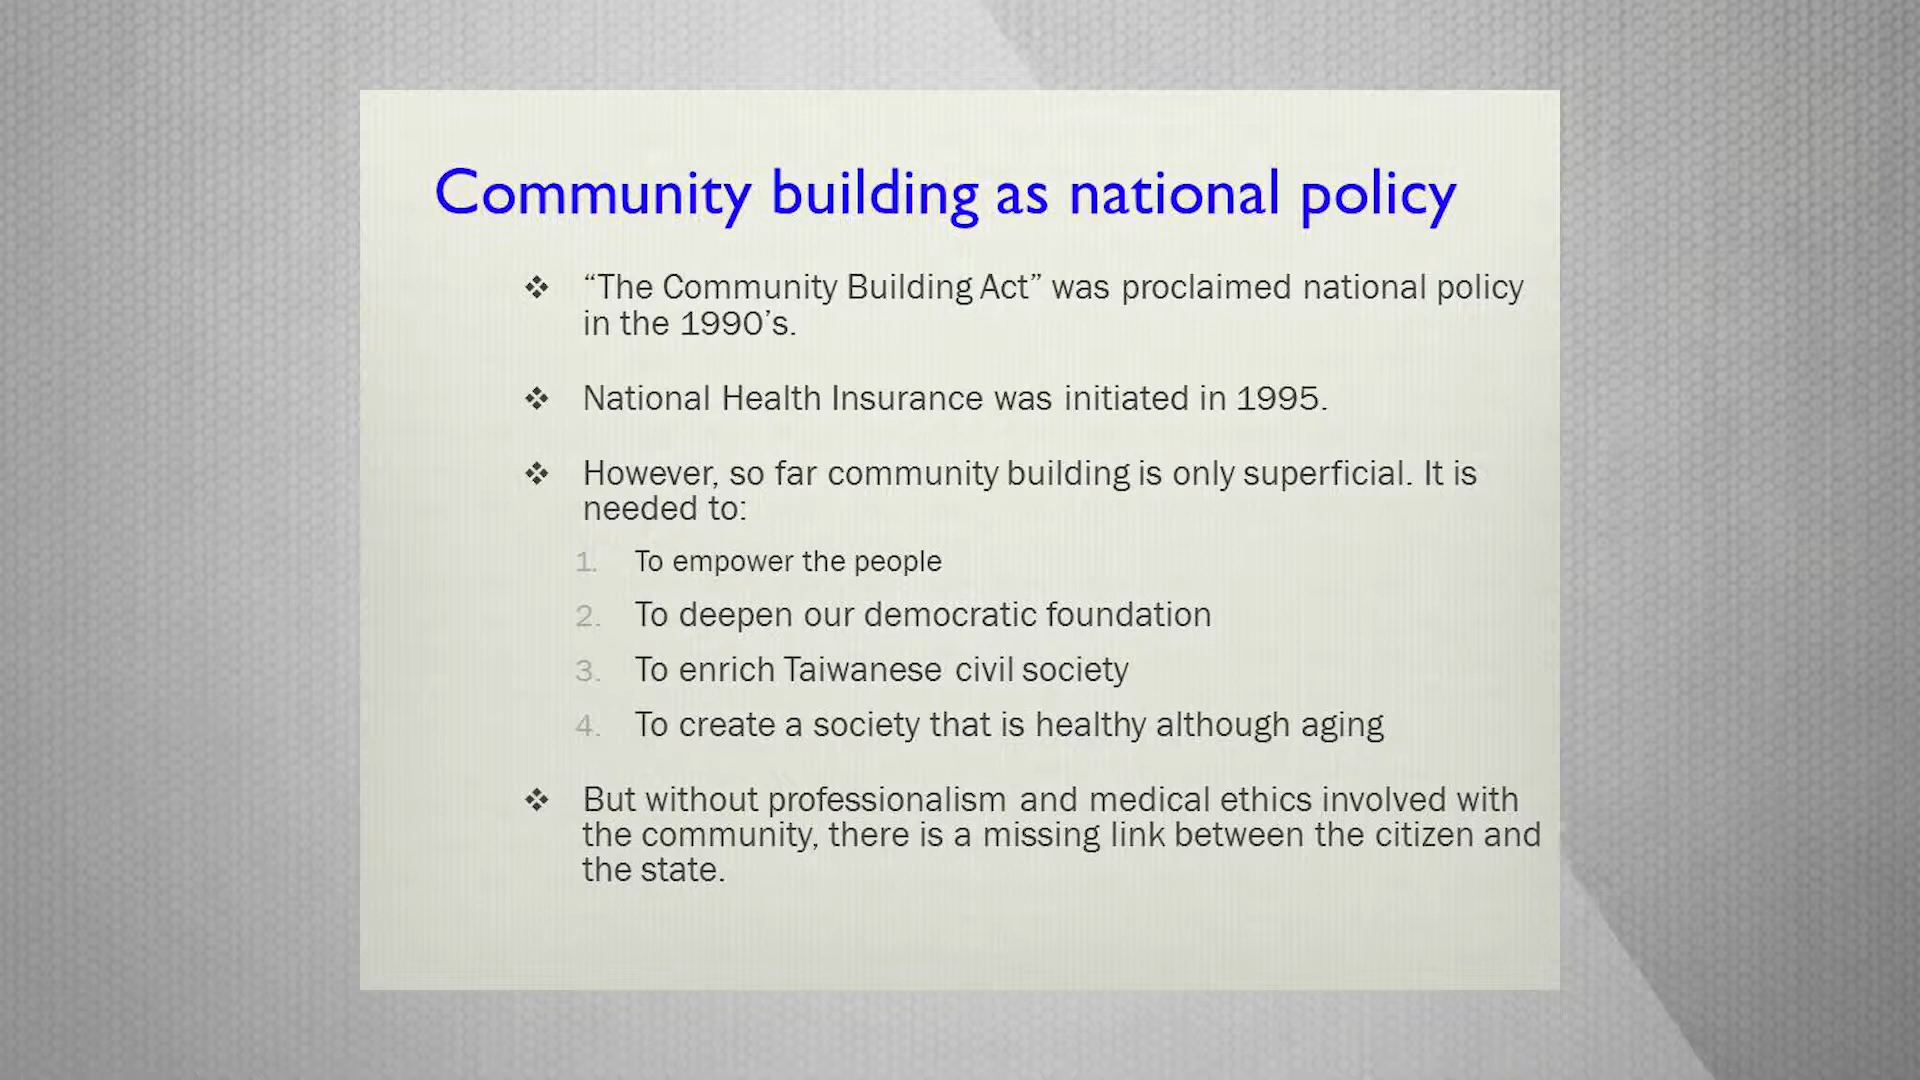 Community building as national policy
❖ “The Community Building Act” was proclaimed national policy
in the 1990’s.
❖ National Health Insurance was initiated in 1995.
❖ However, so far community building is only superficial. It is
needed to:
1. To empower the people
2. To deepen our democratic foundation
3. To enrich Taiwanese civil society
4. To create a society that is healthy although aging
❖ But without professionalism and medical ethics involved with
the community, there is a missing link between the citizen and
the state.